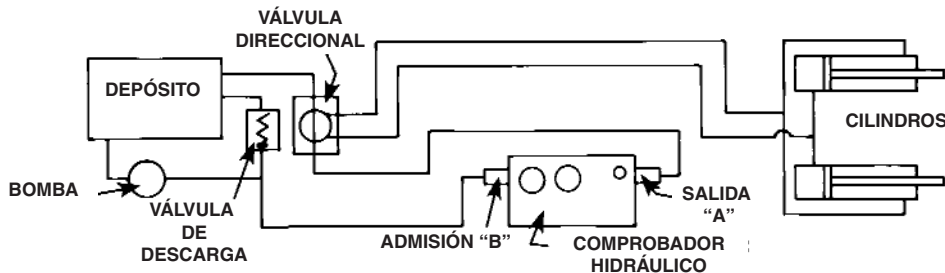 VÁLVULA
DIRECCIONAL
DEPÓSITO
CILINDROS
BOMBA
VÁLVULA
DE
DESCARGA
ADMISIÓN “B”
SALIDA
“A”
COMPROBADOR
HIDRÁULICO